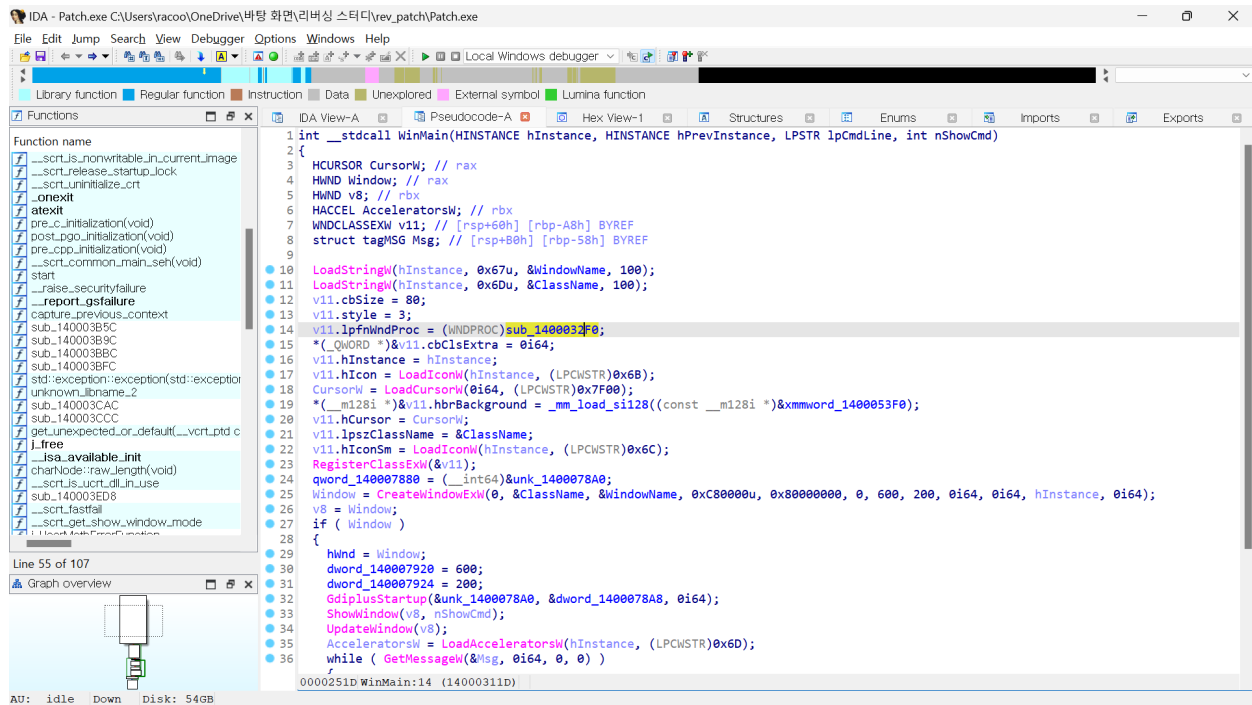 IDA - Patch.exe C:\Users\racoo\OneDrive\바탕 화면\리버싱 스터디\rev_patch\Patch.exe
File Edit Jump Search View Debugger Options Windows Help
Local Windows debugger
Library function Regular function Instruction Data Unexplored External symbol Lumina function
Functions
IDA View-A Pseudocode-A Hex View-1 Structures Enums Imports Exports
Function name
__scrt_is_nonwritable_in_current_image
__scrt_release_startup_lock
__scrt_uninitialize_crt
_onexit
atexit
pre_c_initialization(void)
post_pgo_initialization(void)
pre_cpp_initialization(void)
__scrt_common_main_seh(void)
start
__raise_securityfailure
__report_gsfailure
capture_previous_context
sub_140003B5C
sub_140003B9C
sub_140003BBC
sub_140003BFC
std::exception::exception(std::exception
unknown_libname_2
sub_140003CAC
sub_140003CCC
get_unexpected_or_default(__vcrt_ptd c
j_free
__isa_available_init
charNode::raw_length(void)
__scrt_is_ucrt_dll_in_use
sub_140003ED8
__scrt_fastfail
__scrt_get_show_window_mode
Line 55 of 107
Graph overview
1 int __stdcall WinMain(HINSTANCE hInstance, HINSTANCE hPrevInstance, LPSTR lpCmdLine, int nShowCmd)
2 {
3 HCURSOR CursorW; // rax
4 HWND Window; // rax
5 HWND v8; // rbx
6 HACCEL AcceleratorsW; // rbx
7 WNDCLASSEXW v11; // [rsp+60h] [rbp-A8h] BYREF
8 struct tagMSG Msg; // [rsp+B0h] [rbp-58h] BYREF
9
10 LoadStringW(hInstance, 0x67u, &WindowName, 100);
11 LoadStringW(hInstance, 0x6Du, &ClassName, 100);
12 v11.cbSize = 80;
13 v11.style = 3;
14 v11.lpfnWndProc = (WNDPROC)sub_1400032F0;
15 *(_QWORD *)&v11.cbClsExtra = 0i64;
16 v11.hInstance = hInstance;
17 v11.hIcon = LoadIconW(hInstance, (LPCWSTR)0x6B);
18 CursorW = LoadCursorW(0i64, (LPCWSTR)0x7F00);
19 *(__m128i *)&v11.hbrBackground = _mm_load_si128((const __m128i *)&xmmword_1400053F0);
20 v11.hCursor = CursorW;
21 v11.lpszClassName = &ClassName;
22 v11.hIconSm = LoadIconW(hInstance, (LPCWSTR)0x6C);
23 RegisterClassExW(&v11);
24 qword_140007880 = (__int64)&unk_1400078A0;
25 Window = CreateWindowExW(0, &ClassName, &WindowName, 0xC80000u, 0x80000000, 0, 600, 200, 0i64, 0i64, hInstance, 0i64);
26 v8 = Window;
27 if ( Window )
28 {
29 hWnd = Window;
30 dword_140007920 = 600;
31 dword_140007924 = 200;
32 GdiplusStartup(&unk_1400078A0, &dword_1400078A8, 0i64);
33 ShowWindow(v8, nShowCmd);
34 UpdateWindow(v8);
35 AcceleratorsW = LoadAcceleratorsW(hInstance, (LPCWSTR)0x6D);
36 while ( GetMessageW(&Msg, 0i64, 0, 0) )
0000251D WinMain:14 (14000311D)
AU: idle Down Disk: 54GB